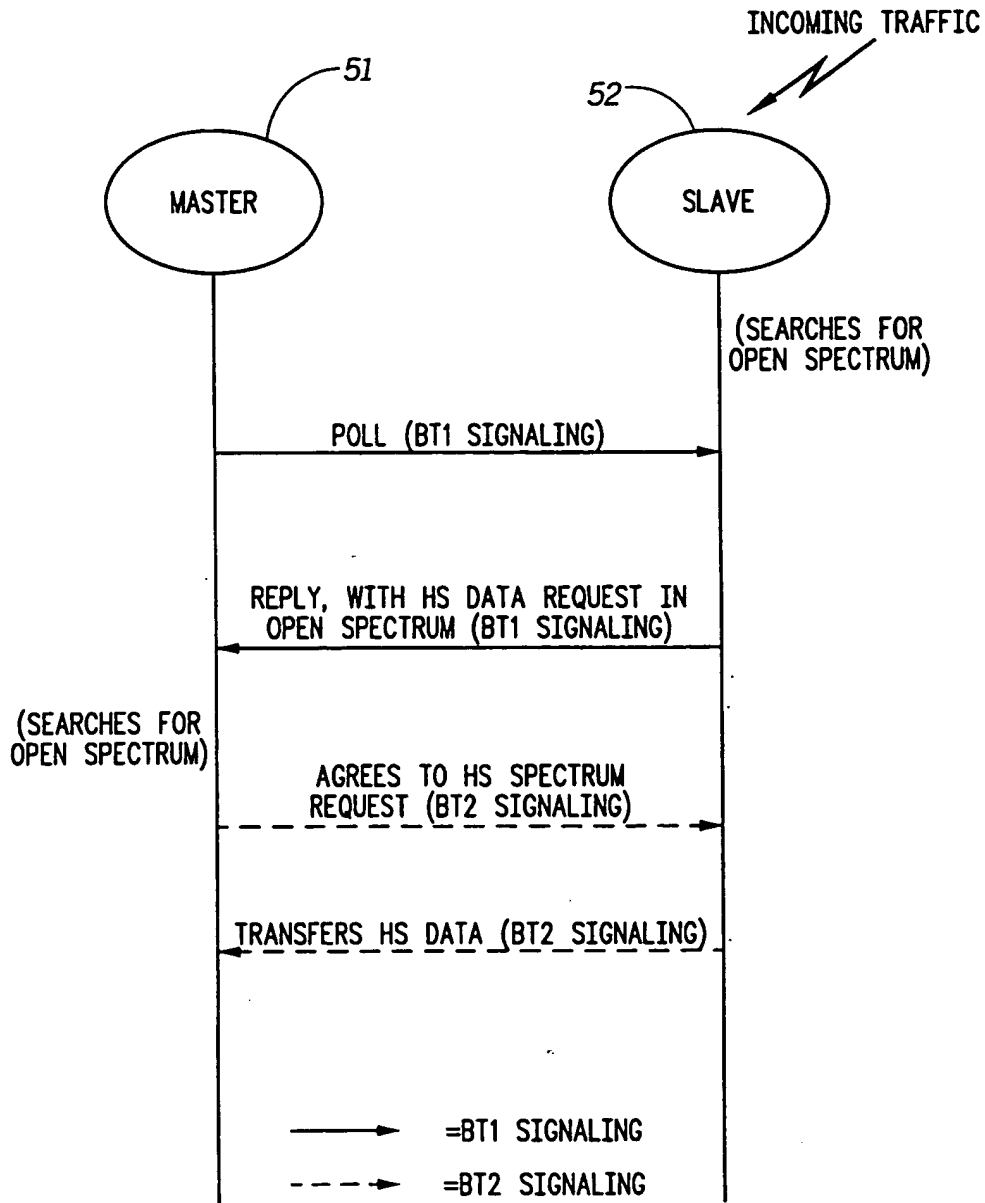 INCOMING TRAFFIC
51
52
MASTER
SLAVE
(SEARCHES FOR
OPEN SPECTRUM)
POLL (BT1 SIGNALING)
REPLY, WITH HS DATA REQUEST IN
OPEN SPECTRUM (BT1 SIGNALING)
(SEARCHES FOR
OPEN SPECTRUM)
AGREES TO HS SPECTRUM
REQUEST (BT2 SIGNALING)
TRANSFERS HS DATA (BT2 SIGNALING)
=BT1 SIGNALING
=BT2 SIGNALING